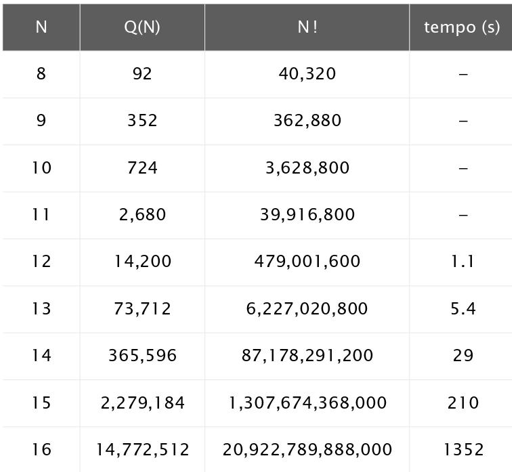 N Q(N) N! tempo (s)
8 92 40,320 –
9 352 362,880 –
10 724 3,628,800 –
11 2,680 39,916,800 –
12 14,200 479,001,600 1.1
13 73,712 6,227,020,800 5.4
14 365,596 87,178,291,200 29
15 2,279,184 1,307,674,368,000 210
16 14,772,512 20,922,789,888,000 1352